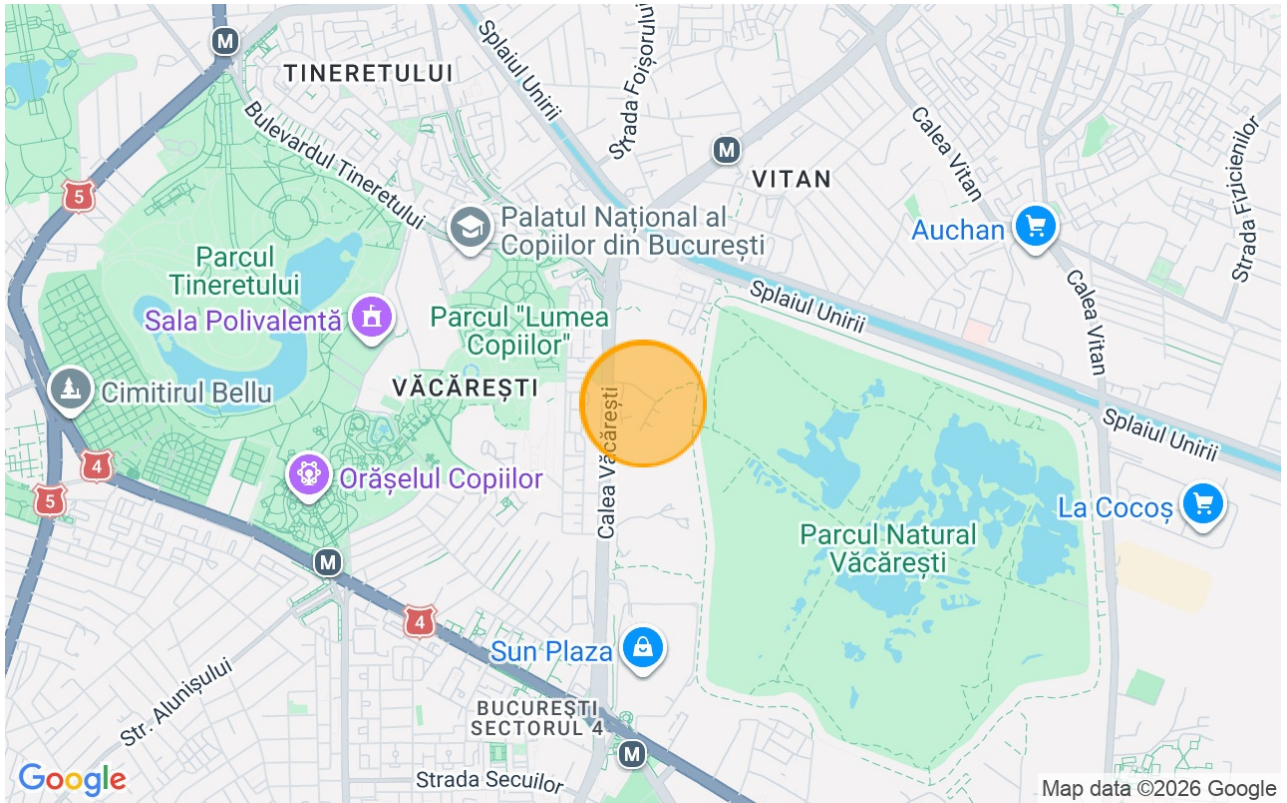 M
TINERETULUI
Splaiul Unirii
Strada Foișorului
Bulevardul Tineretului
M
VITAN
Calea Vitan
Strada Fizicienilor
5
Palatul Național al
Copiilor din București
Auchan
Parcul
Tineretului
Sala Polivalentă
Parcul "Lumea
Copiilor"
Splaiul Unirii
Calea Vitan
Cimitirul Bellu
VĂCĂREȘTI
Calea Văcărești
Splaiul Unirii
4
5
Orășelul Copiilor
La Cocoș
Parcul Natural
Văcărești
M
4
Sun Plaza
Str. Alunișului
BUCUREȘTI
SECTORUL 4
M
Strada Secuilor
Google
Map data ©2026 Google